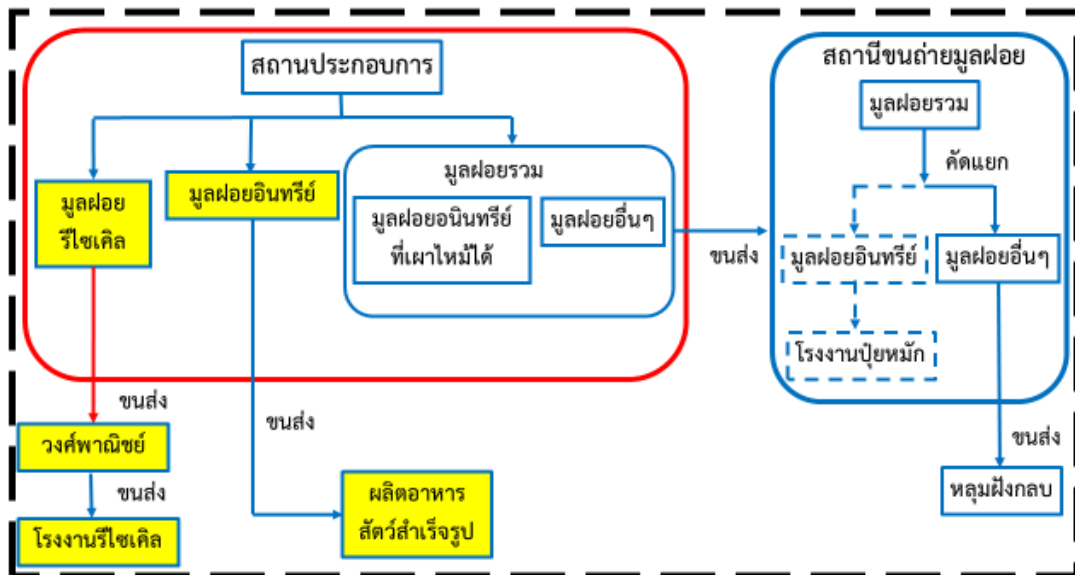 สถานประกอบการ
มูลฝอย
รีไซเคิล
มูลฝอยอินทรีย์
มูลฝอยรวม
มูลฝอยอนินทรีย์
ที่เผาไหม้ได้
มูลฝอยอื่นๆ
ขนส่ง
สถานีขนถ่ายมูลฝอย
มูลฝอยรวม
คัดแยก
มูลฝอยอินทรีย์
มูลฝอยอื่นๆ
โรงงานปุ๋ยหมัก
ขนส่ง
วงศ์พาณิชย์
ขนส่ง
โรงงานรีไซเคิล
ขนส่ง
ผลิตอาหาร
สัตว์สำเร็จรูป
ขนส่ง
หลุมฝังกลบ